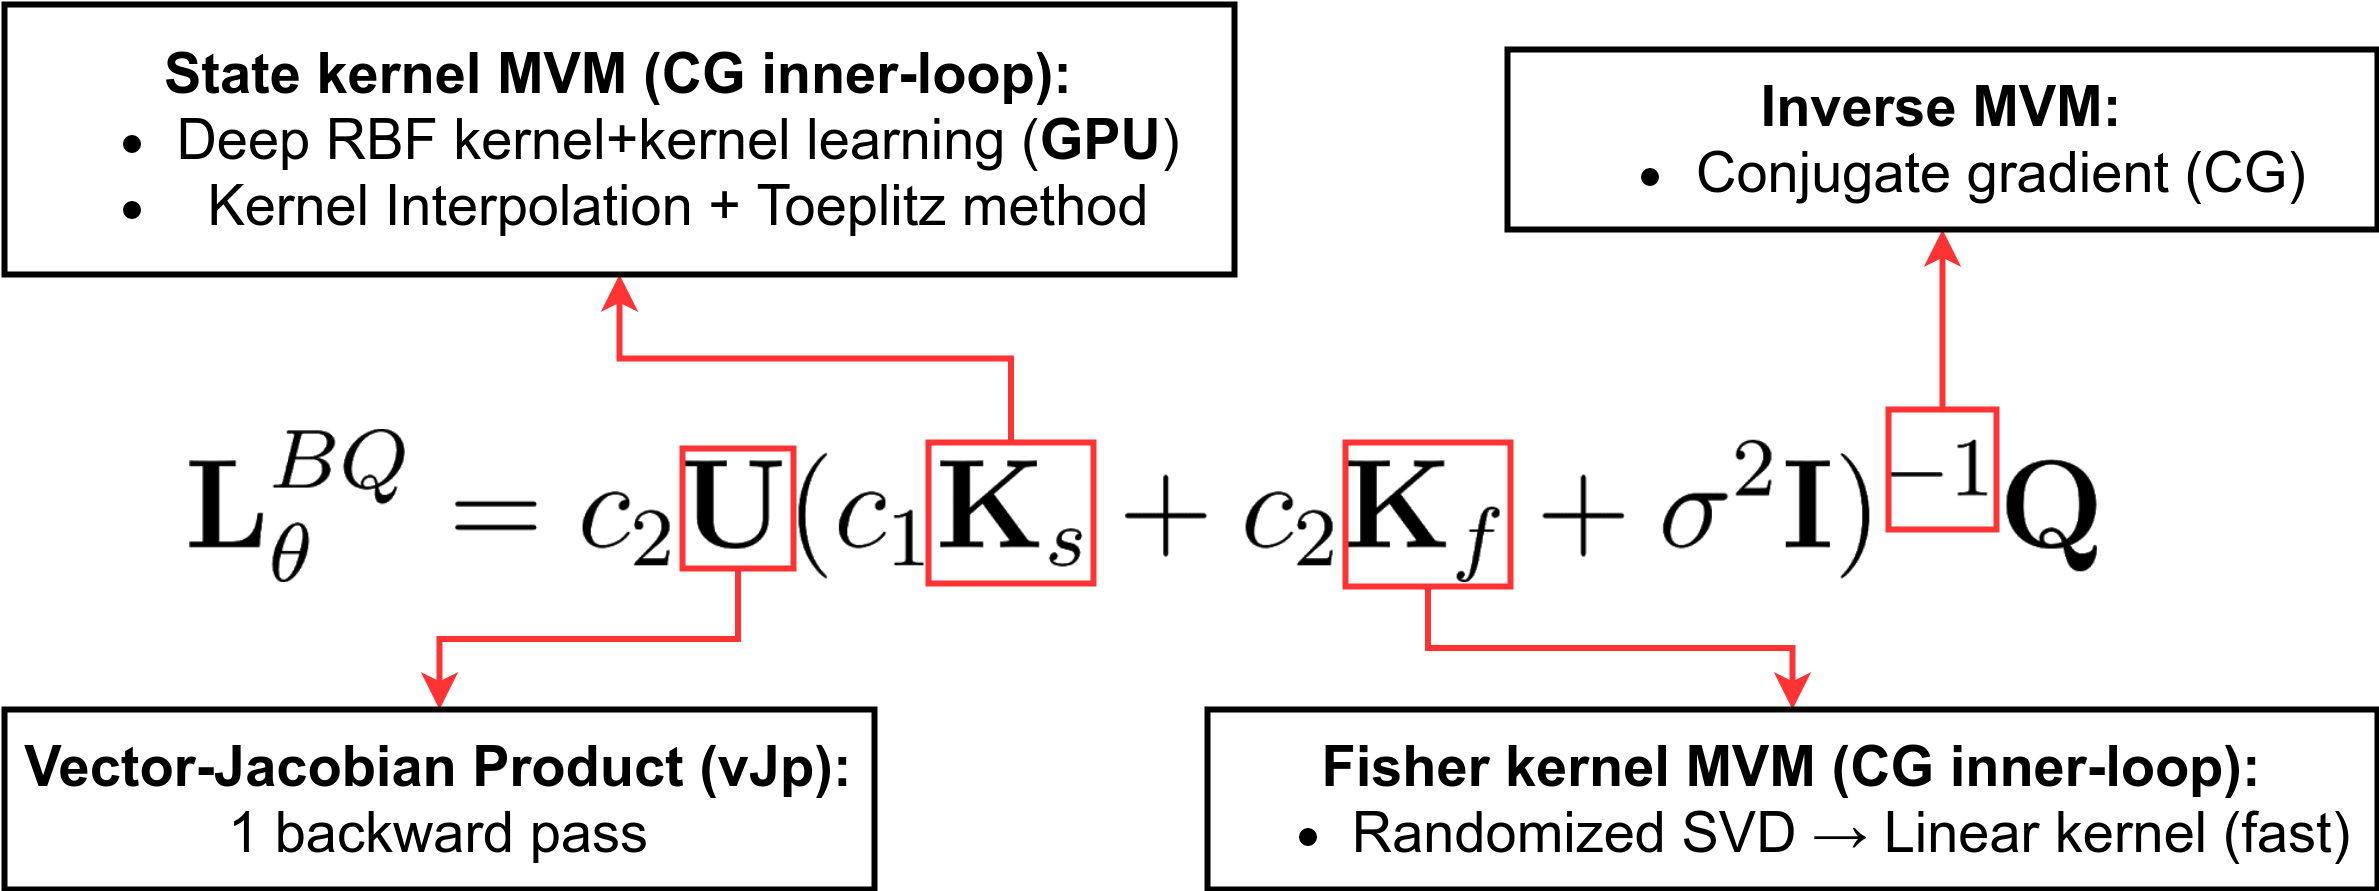 State kernel MVM (CG inner-loop):
• Deep RBF kernel+kernel learning (GPU)
• Kernel Interpolation + Toeplitz method
Inverse MVM:
• Conjugate gradient (CG)
$\mathbf{L}_{\theta}^{BQ} = c_2 \mathbf{U}(c_1 \mathbf{K}_s + c_2 \mathbf{K}_f + \sigma^2 \mathbf{I})^{-1} \mathbf{Q}$
Vector-Jacobian Product (vJp):
1 backward pass
Fisher kernel MVM (CG inner-loop):
• Randomized SVD → Linear kernel (fast)